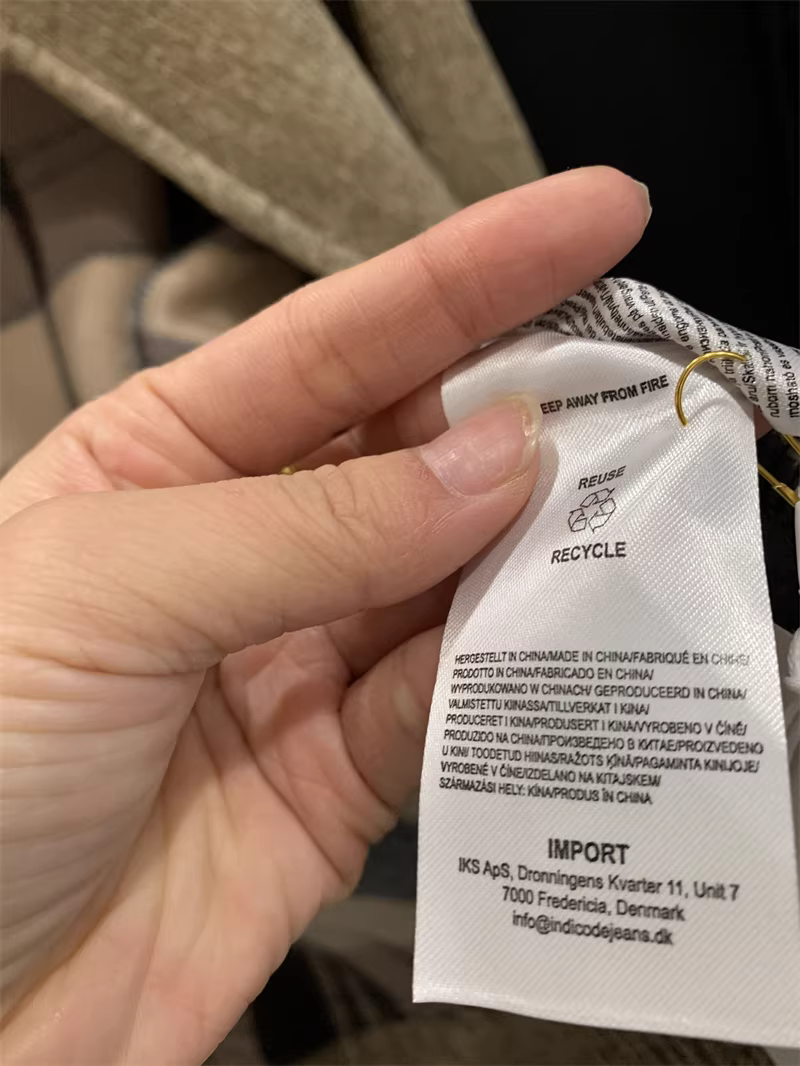 EEP AWAY FROM FIRE
REUSE
RECYCLE
HERGESTELLT IN CHINA/MADE IN CHINA/FABRIQUÉ EN CHINE/
PRODOTTO IN CHINA/FABRICADO EN CHINA/
WYPRODUKOWANO W CHINACH/ GEPRODUCEERD IN CHINA/
VALMISTETTU KIINASSA/TILLVERKAT I KINA/
PRODUCERET I KINA/PRODUSERT I KINA/VYROBENO V ČÍNĚ/
PRODUZIDO NA CHINA/ПРОИЗВЕДЕНО В КИТАЕ/PROIZVEDENO
U KINI/ TOODETUD HIINAS/RAŽOTS ĶĪNĀ/PAGAMINTA KINIJOJE/
VYROBENÉ V ČÍNE/IZDELANO NA KITAJSKEM/
SZÁRMAZÁSI HELY: KÍNA/PRODUS ÎN CHINA
IMPORT
IKS ApS, Dronningens Kvarter 11, Unit 7
7000 Fredericia, Denmark
info@indicodejeans.dk